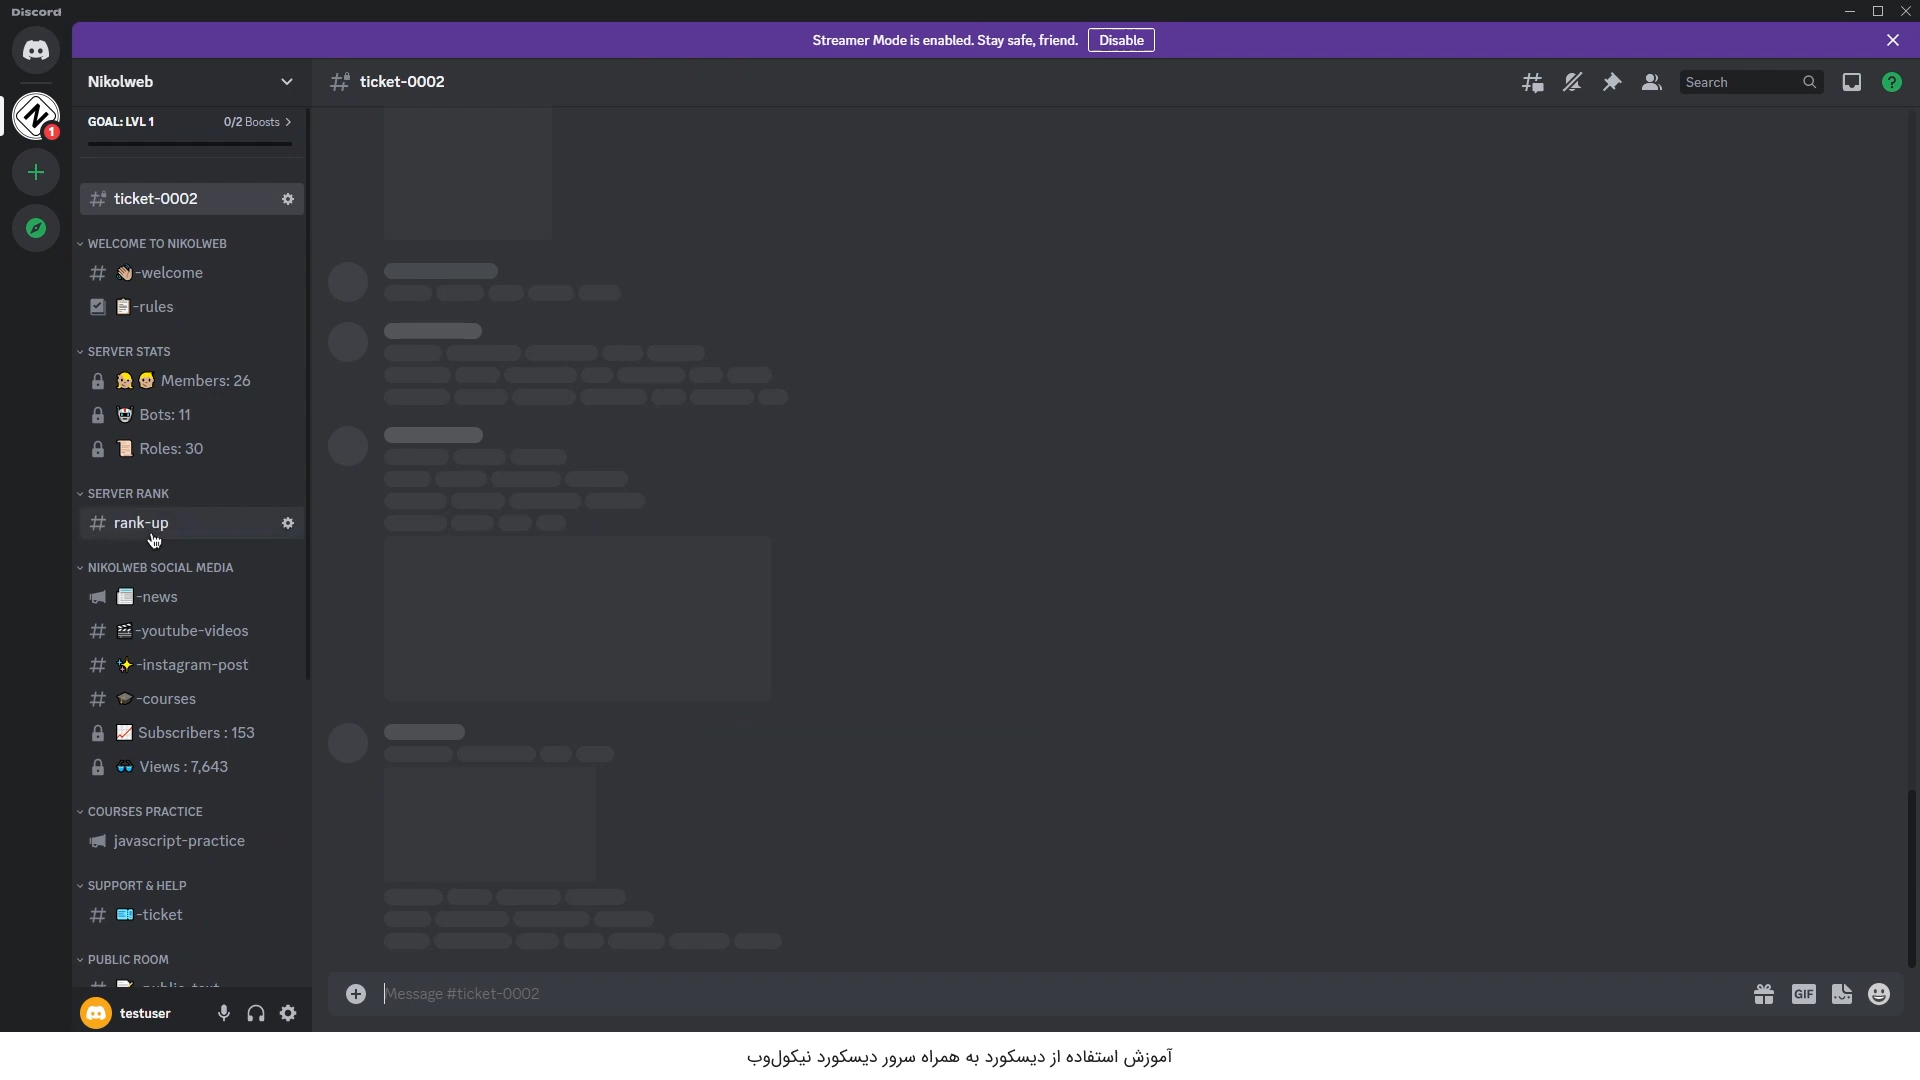 Discord
Streamer Mode is enabled. Stay safe, friend. Disable
Nikolweb
ticket-0002
Search
GOAL: LVL 1 0/2 Boosts
1
ticket-0002
WELCOME TO NIKOLWEB
-welcome
-rules
SERVER STATS
Members: 26
Bots: 11
Roles: 30
SERVER RANK
rank-up
NIKOLWEB SOCIAL MEDIA
-news
-youtube-videos
-instagram-post
-courses
Subscribers : 153
Views : 7,643
COURSES PRACTICE
javascript-practice
SUPPORT & HELP
-ticket
PUBLIC ROOM
Message #ticket-0002
GIF
testuser
آموزش استفاده از دیسکورد به همراه سرور دیسکورد نیکول‌وب